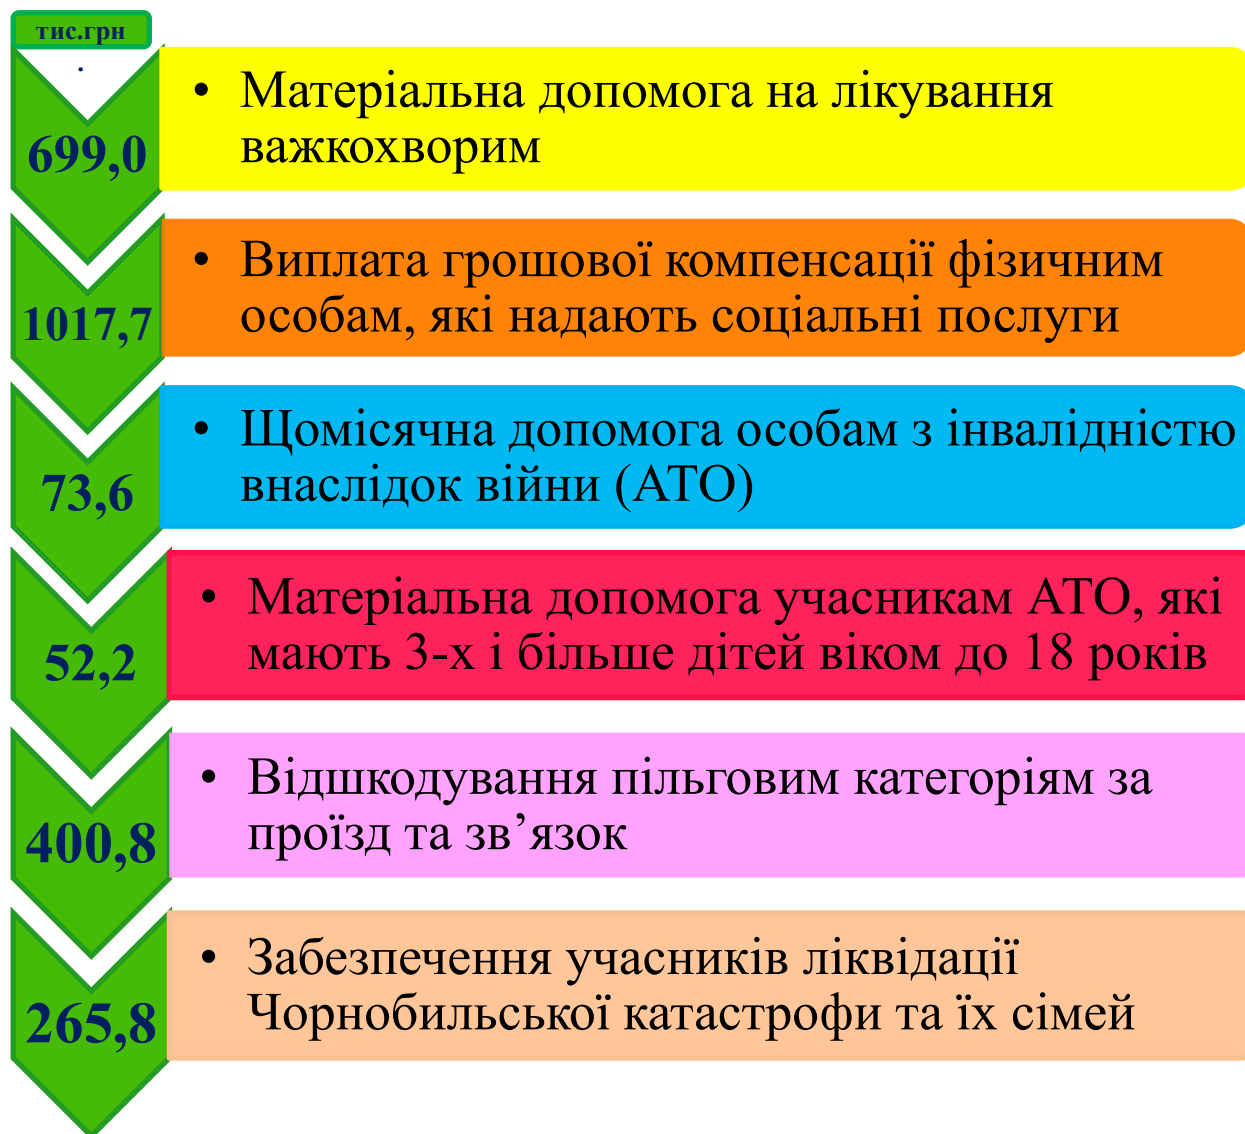 тис.грн
.
699,0
• Матеріальна допомога на лікування
важкохворим
1017,7
• Виплата грошової компенсації фізичним
особам, які надають соціальні послуги
73,6
• Щомісячна допомога особам з інвалідністю
внаслідок війни (АТО)
52,2
• Матеріальна допомога учасникам АТО, які
мають 3-х і більше дітей віком до 18 років
400,8
• Відшкодування пільговим категоріям за
проїзд та зв’язок
265,8
• Забезпечення учасників ліквідації
Чорнобильської катастрофи та їх сімей